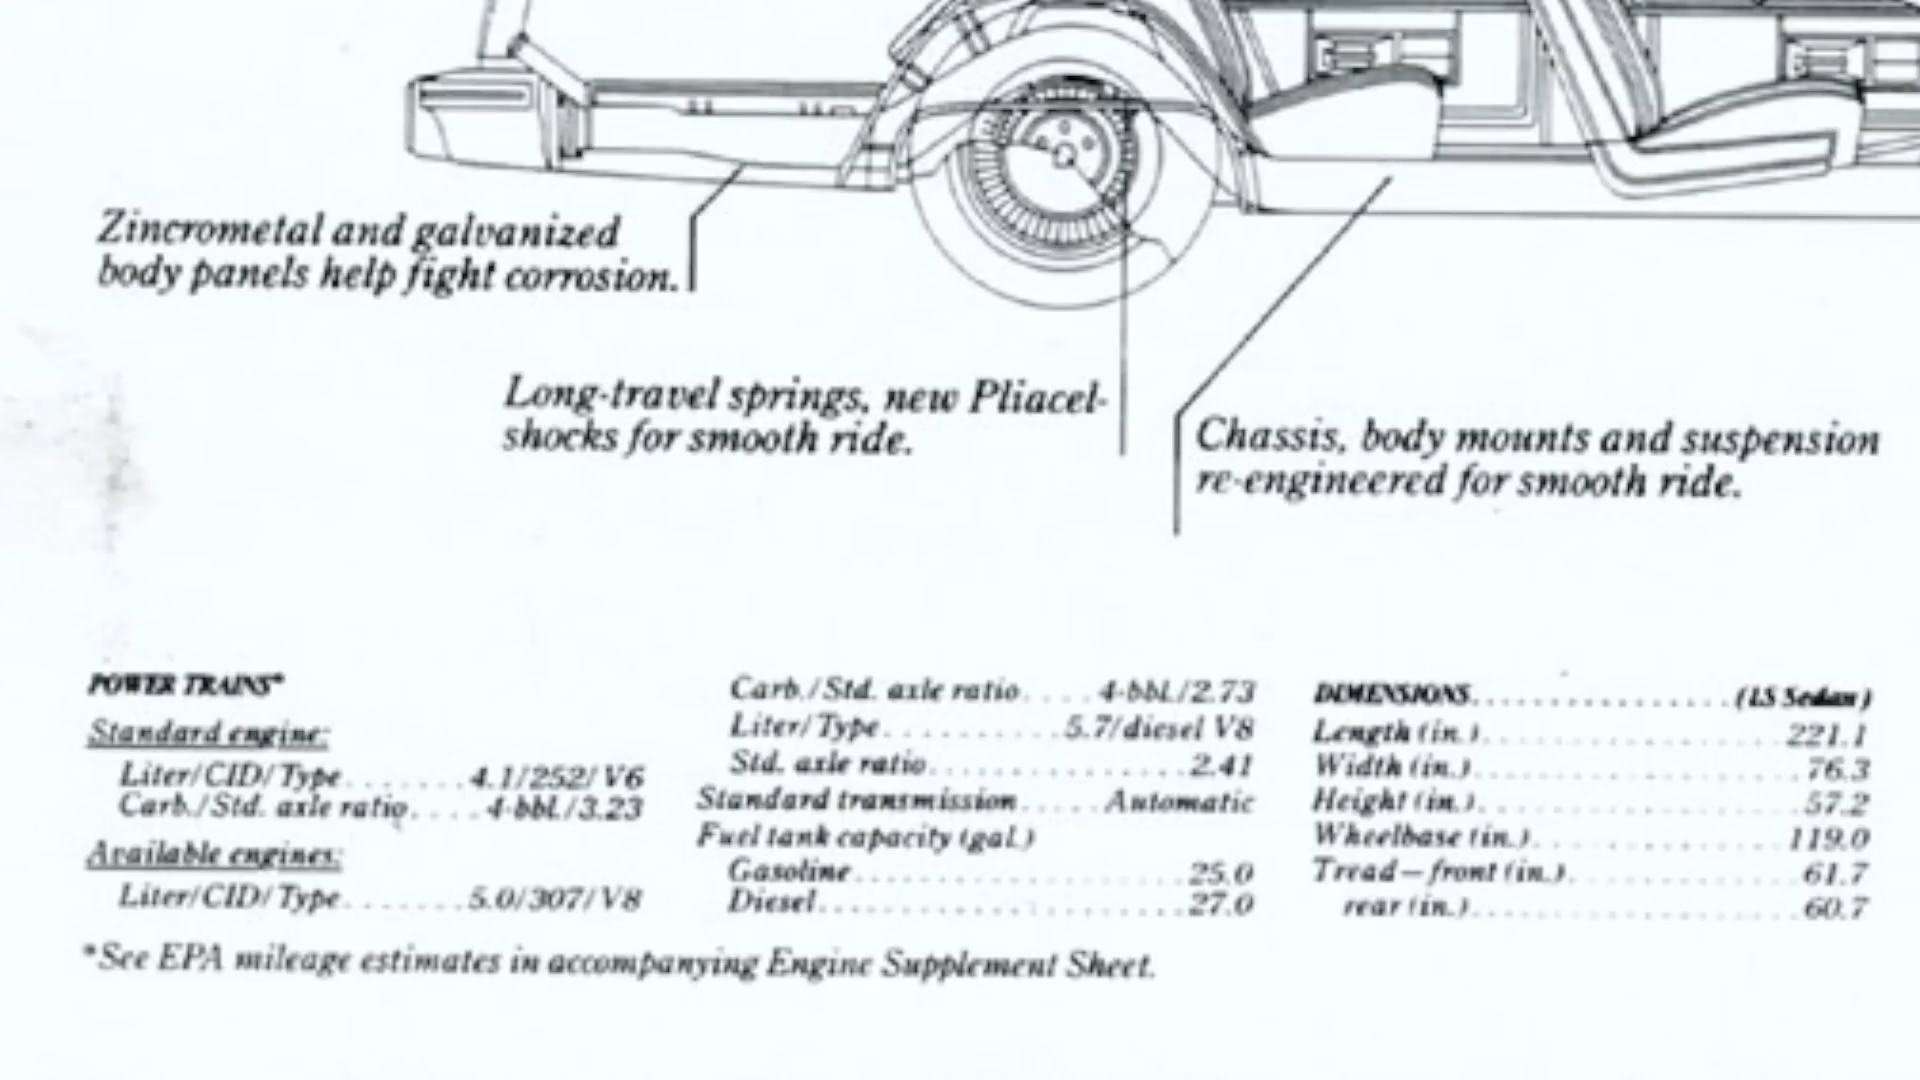 Zincrometal and galvanized
body panels help fight corrosion.
Long-travel springs, new Pliacel-
shocks for smooth ride.
Chassis, body mounts and suspension
re-engineered for smooth ride.
POWER TRAINS*
Standard engine:
Liter/CID/Type.......4.1/252/V6
Carb./Std. axle ratio....4-bbl./3.23
Available engines:
Liter/CID/Type.......5.0/307/V8
Carb./Std. axle ratio....4-bbl./2.73
Liter/Type...........5.7/diesel V8
Std. axle ratio...............2.41
Standard transmission.....Automatic
Fuel tank capacity (gal.)
Gasoline...................25.0
Diesel.....................27.0
DIMENSIONS................(LS Sedan)
Length (in.)..................221.1
Width (in.)...................76.3
Height (in.)..................57.2
Wheelbase (in.)...............119.0
Tread—front (in.).............61.7
rear (in.)..................60.7
*See EPA mileage estimates in accompanying Engine Supplement Sheet.